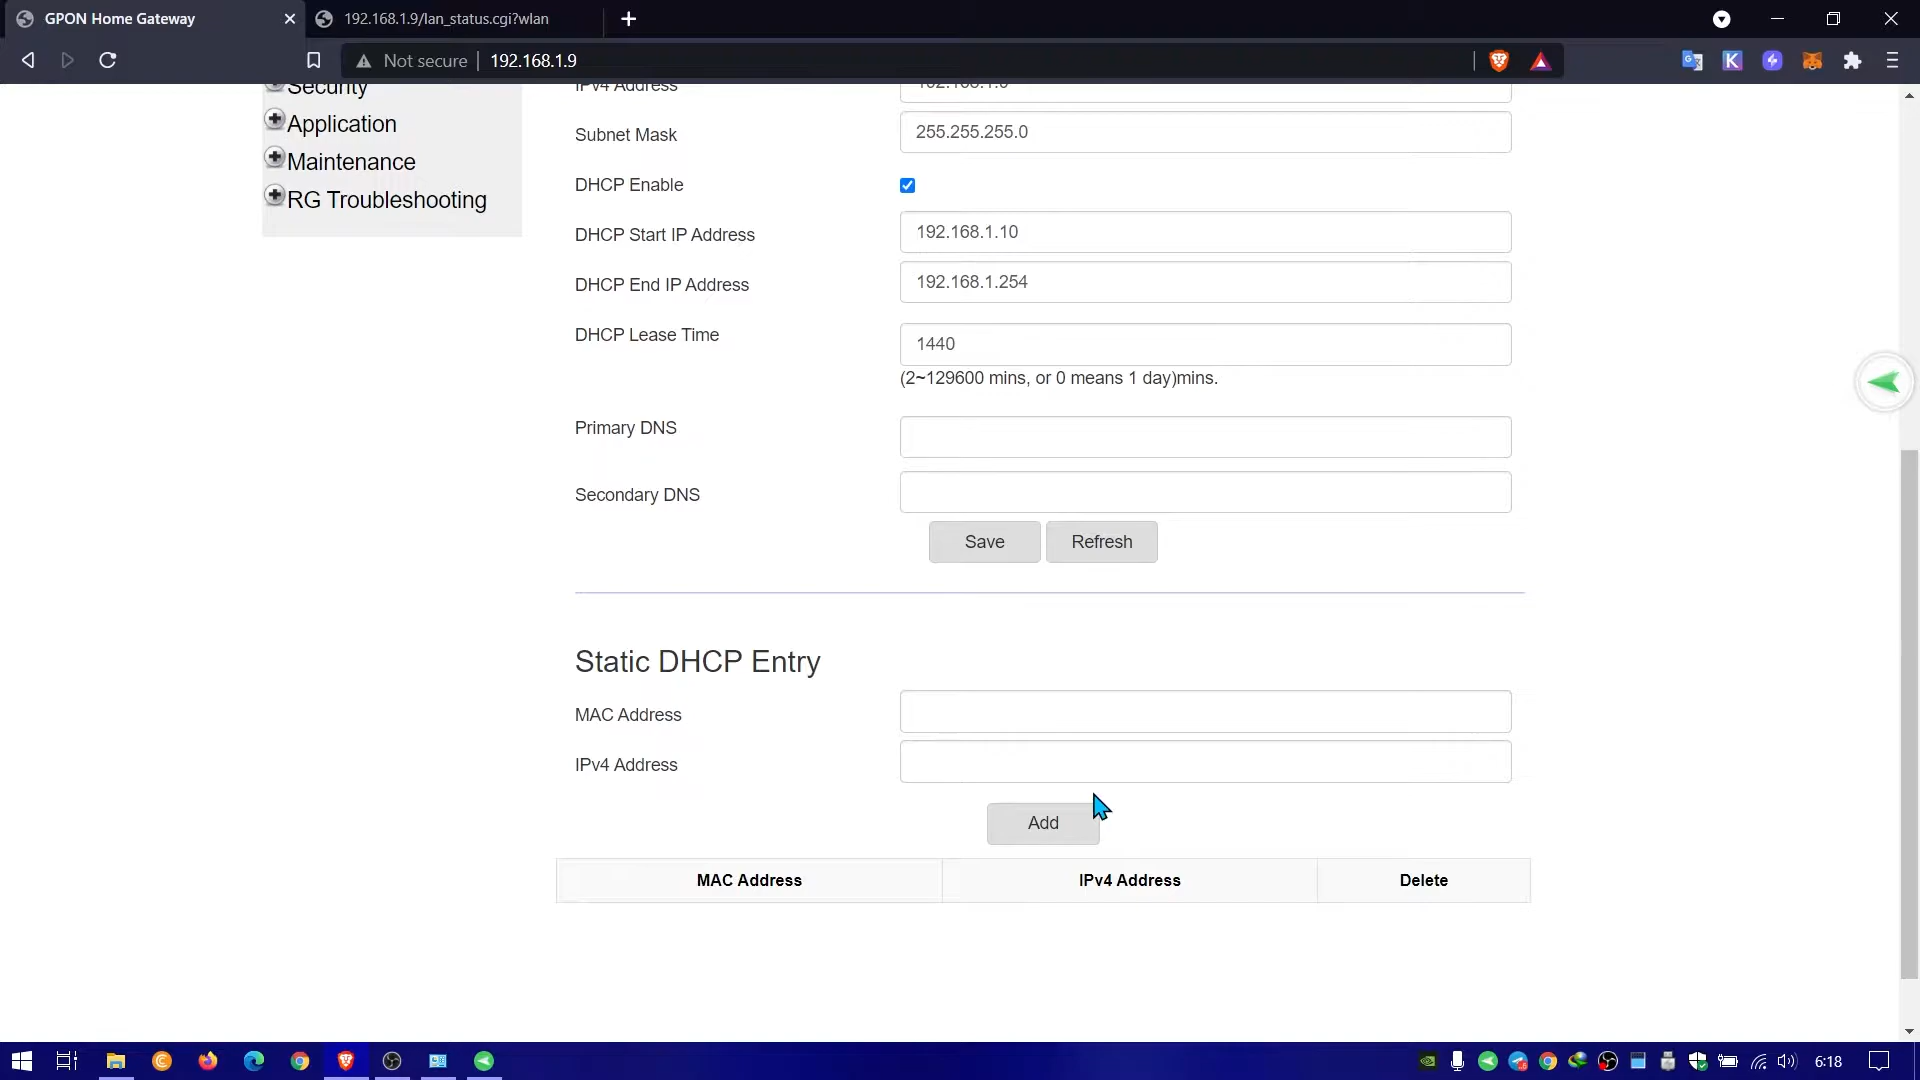 GPON Home Gateway
192.168.1.9/lan_status.cgi?wlan
Not secure
192.168.1.9
Security
Application
Maintenance
RG Troubleshooting
IPv4 Address
Subnet Mask
255.255.255.0
DHCP Enable
DHCP Start IP Address
192.168.1.10
DHCP End IP Address
192.168.1.254
DHCP Lease Time
1440
(2~129600 mins, or 0 means 1 day)mins.
Primary DNS
Secondary DNS
Save
Refresh
Static DHCP Entry
MAC Address
IPv4 Address
Add
MAC Address
IPv4 Address
Delete
6:18